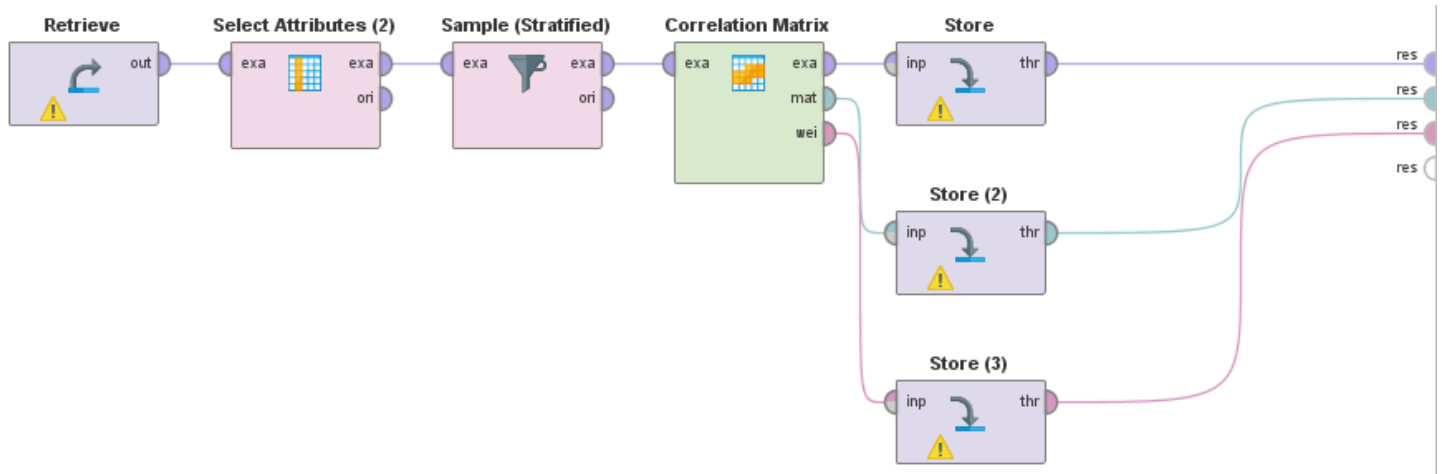 Retrieve
Select Attributes (2)
Sample (Stratified)
Correlation Matrix
Store
out
exa
exa
ori
exa
exa
ori
exa
exa
mat
wei
inp
thr
res
res
res
res
Store (2)
inp
thr
Store (3)
inp
thr